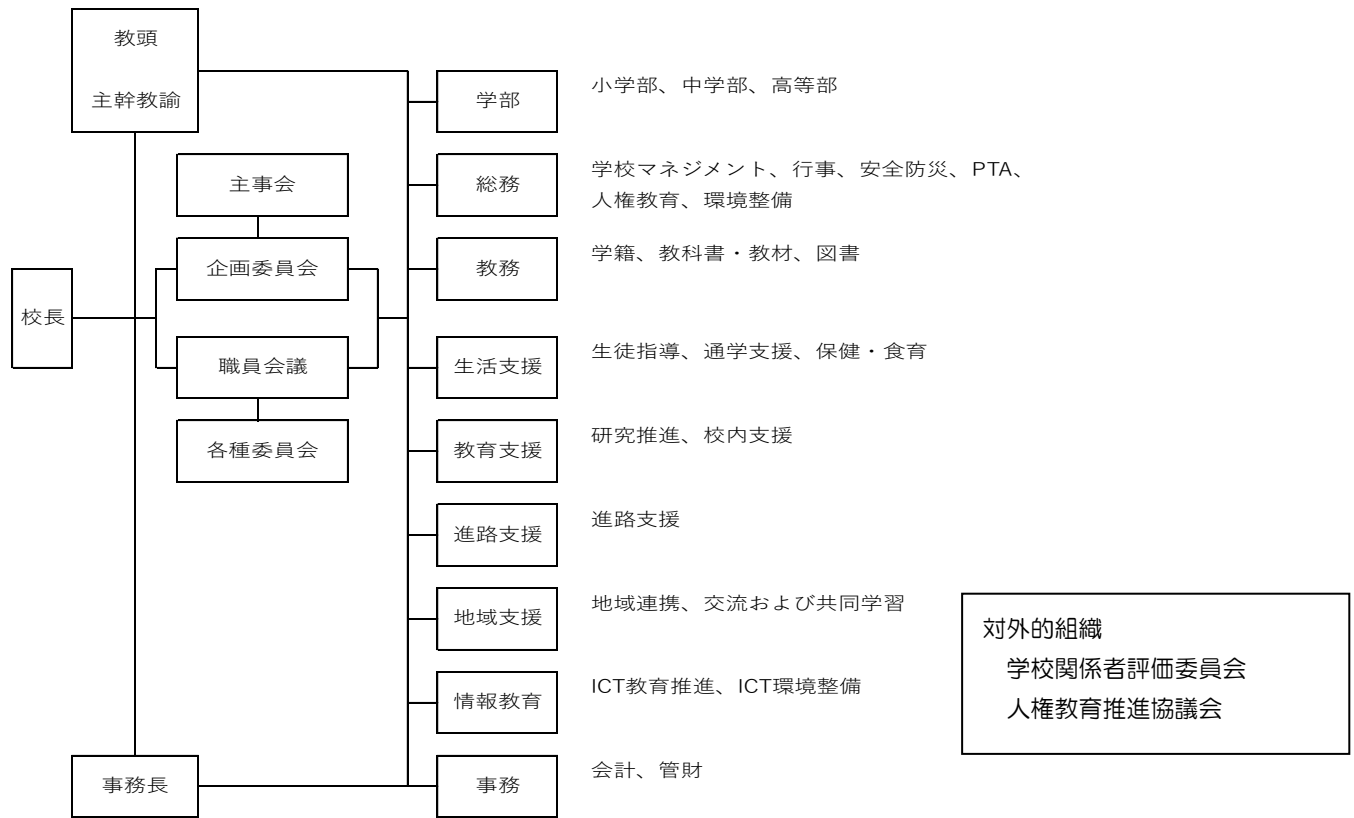 教頭
主幹教諭
学部
小学部、中学部、高等部
主事会
総務
学校マネジメント、行事、安全防災、PTA、
人権教育、環境整備
企画委員会
教務
学籍、教科書・教材、図書
校長
職員会議
生活支援
生徒指導、通学支援、保健・食育
各種委員会
教育支援
研究推進、校内支援
進路支援
進路支援
地域支援
地域連携、交流および共同学習
対外的組織
学校関係者評価委員会
人権教育推進協議会
情報教育
ICT教育推進、ICT環境整備
事務長
事務
会計、管財